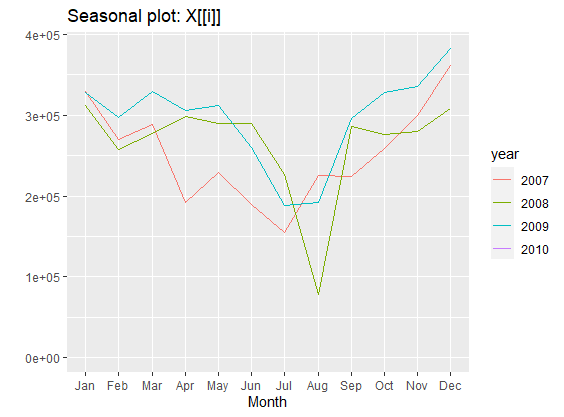 Seasonal plot: X[[i]]
4e+05
3e+05
2e+05
1e+05
0e+00
Jan Feb Mar Apr May Jun Jul Aug Sep Oct Nov Dec
Month
year
2007
2008
2009
2010